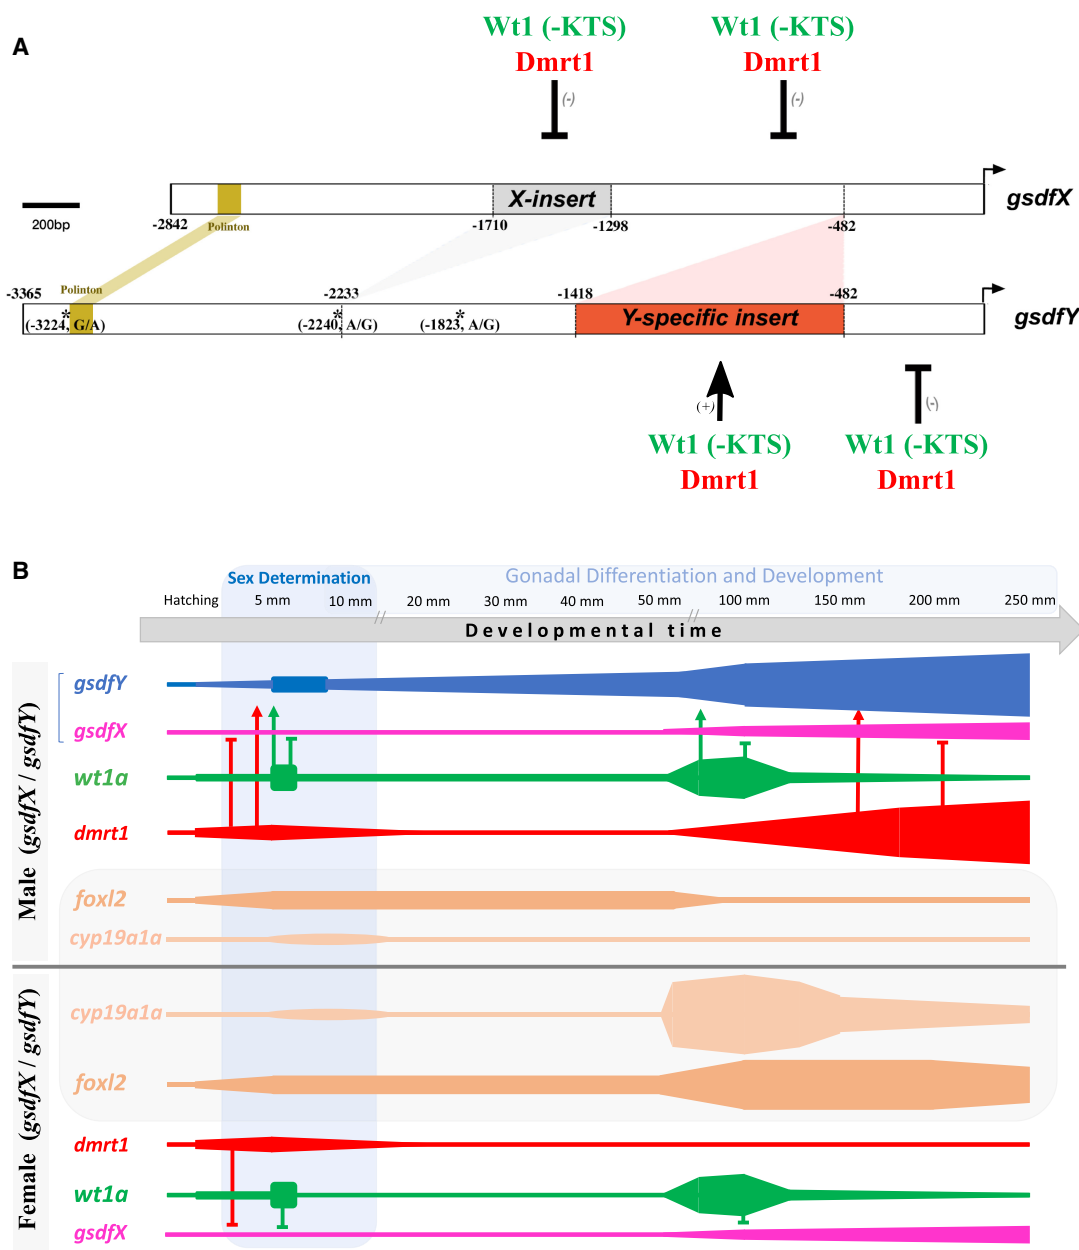 A
Wt1 (-KTS)
Dmrt1
(-)
Wt1 (-KTS)
Dmrt1
(-)
X-insert
gsdfX
200bp
-2842
Polinton
-1710
-1298
-482
Polinton
-3365
-2233
-1418
-482
* * *
(-3224, G/A)
(-2240, A/G)
(-1823, A/G)
Y-specific insert
gsdfY
(+)
(-)
Wt1 (-KTS)
Dmrt1
Wt1 (-KTS)
Dmrt1
B
Sex Determination
Gonadal Differentiation and Development
Hatching 5 mm 10 mm 20 mm 30 mm 40 mm 50 mm 100 mm 150 mm 200 mm 250 mm
Developmental time
Male (gsdfX / gsdfY)
gsdfY
gsdfX
wt1a
dmrt1
foxl2
cyp19a1a
Female (gsdfX / gsdfY)
cyp19a1a
foxl2
dmrt1
wt1a
gsdfX